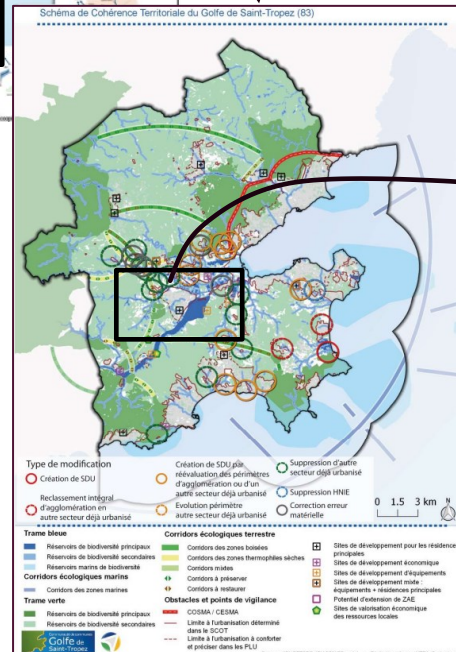 Schéma de Cohérence Territoriale du Golfe de Saint-Tropez (83)
Type de modification
Création de SDU
Reclassement intégral
d'agglomération en
autre secteur déjà urbanisé
Création de SDU par
réévaluation des périmètres
d'agglomération ou d'un
autre secteur déjà urbanisé
Evolution périmètre
autre secteur déjà urbanisé
Suppression d'autre
secteur déjà urbanisé
Suppression HNIE
Correction erreur
matérielle
0 1.5 3 km
N
Trame bleue
Réservoirs de biodiversité principaux
Réservoirs de biodiversité secondaires
Réservoirs marins de biodiversité
Corridors écologiques marins
Corridors des zones marines
Trame verte
Réservoirs de biodiversité principaux
Réservoirs de biodiversité secondaires
Corridors écologiques terrestre
Corridors des zones boisées
Corridors des zones thermophiles sèches
Corridors mixtes
Corridors à préserver
Corridors à restaurer
Obstacles et points de vigilance
COSMA / CESMA
Limite à l'urbanisation déterminé
dans le SCOT
Limite à l'urbanisation à conforter
et préciser dans les PLU
Sites de développement pour les résidence
principales
Sites de développement économique
Sites de développement d'équipements
Sites de développement mixte :
équipements + résidences principales
Potentiel d'extension de ZAE
Sites de valorisation économique
des ressources locales
Golfe de
Saint-Tropez